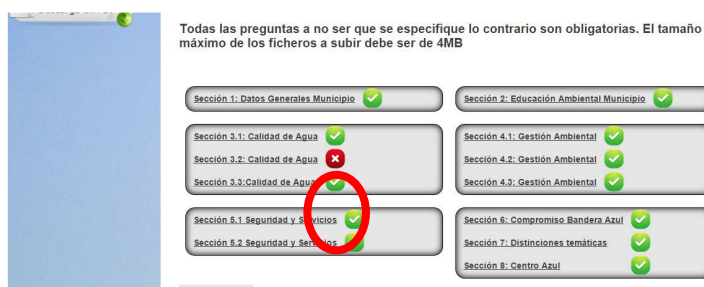 Todas las preguntas a no ser que se especifique lo contrario son obligatorias. El tamaño
máximo de los ficheros a subir debe ser de 4MB
Sección 1: Datos Generales Municipio
Sección 2: Educación Ambiental Municipio
Sección 3.1: Calidad de Agua
Sección 3.2: Calidad de Agua
Sección 3.3:Calidad de Agua
Sección 4.1: Gestión Ambiental
Sección 4.2: Gestión Ambiental
Sección 4.3: Gestión Ambiental
Sección 5.1 Seguridad y Servicios
Sección 5.2 Seguridad y Servicios
Sección 6: Compromiso Bandera Azul
Sección 7: Distinciones temáticas
Sección 8: Centro Azul